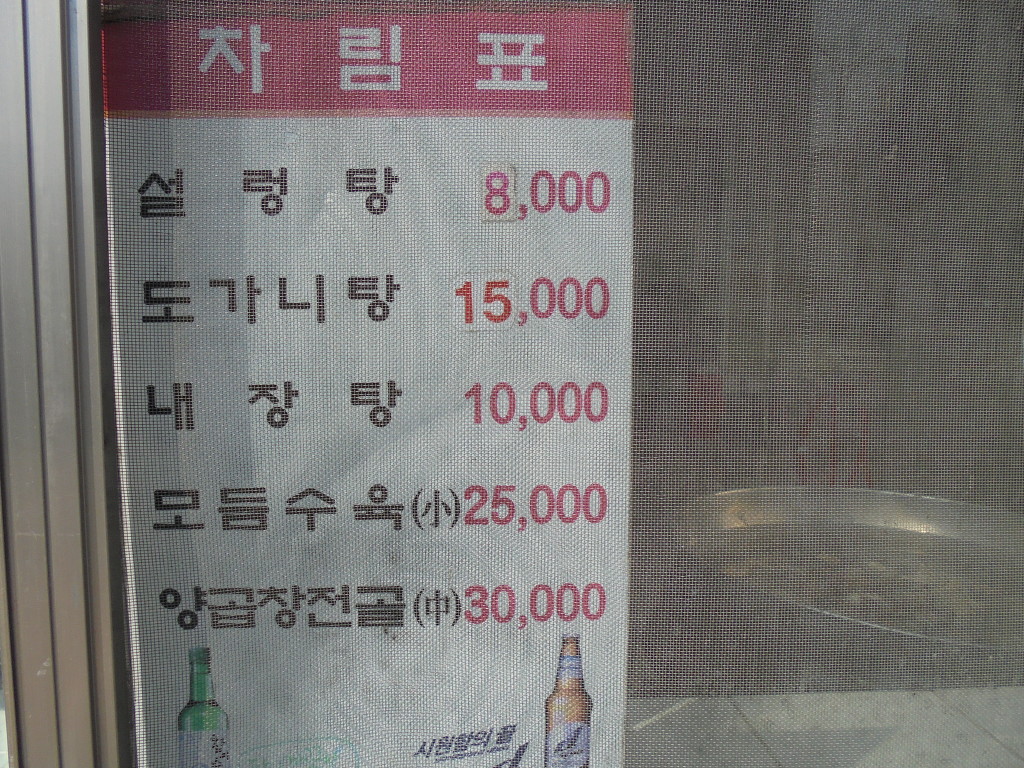 차림표
설렁탕 8,000
도가니탕 15,000
내장탕 10,000
모듬수육(小)25,000
양곱창전골(中)30,000